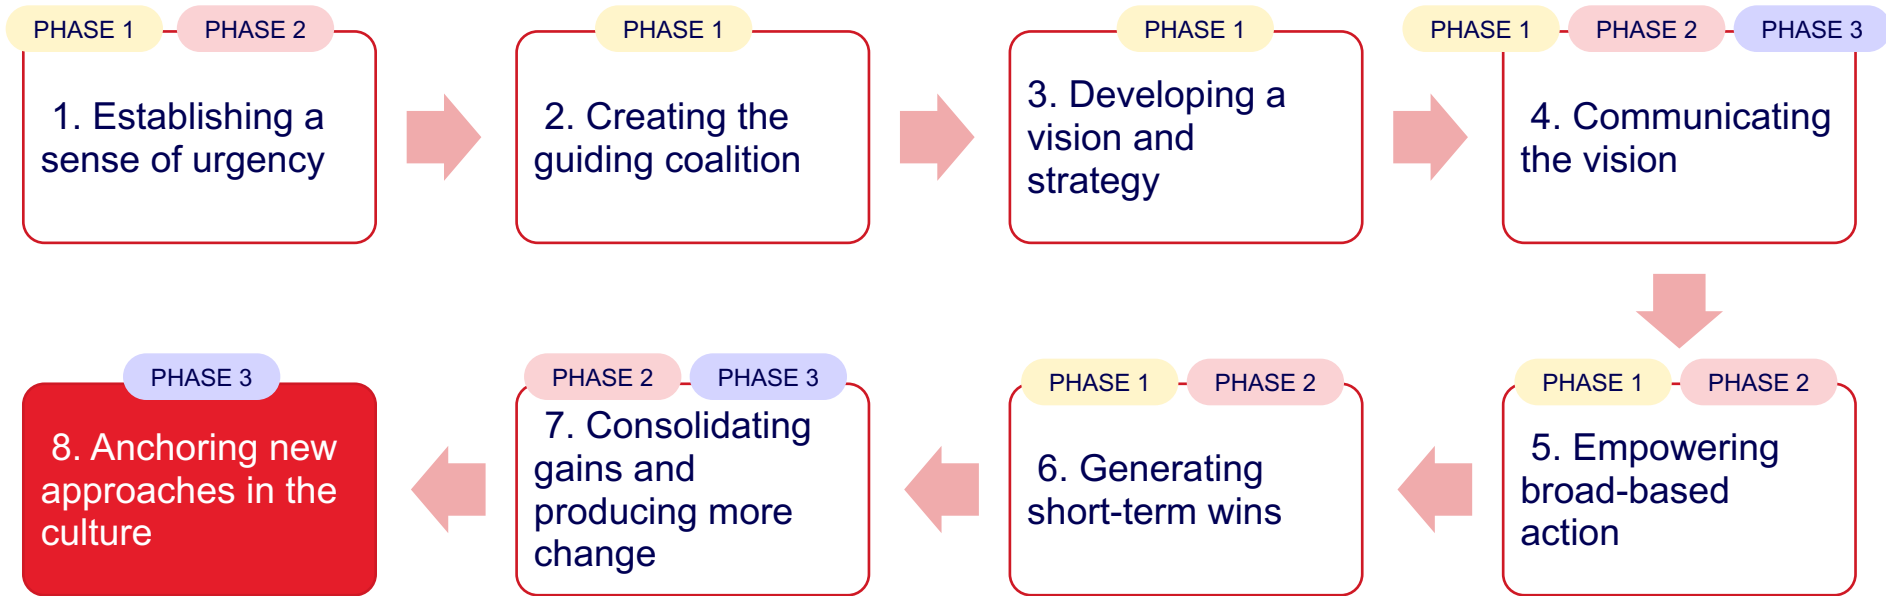 PHASE 1 PHASE 2
1. Establishing a
sense of urgency
PHASE 1
2. Creating the
guiding coalition
PHASE 1
3. Developing a
vision and
strategy
PHASE 1 PHASE 2 PHASE 3
4. Communicating
the vision
PHASE 1 PHASE 2
5. Empowering
broad-based
action
PHASE 1 PHASE 2
6. Generating
short-term wins
PHASE 2 PHASE 3
7. Consolidating
gains and
producing more
change
PHASE 3
8. Anchoring new
approaches in the
culture